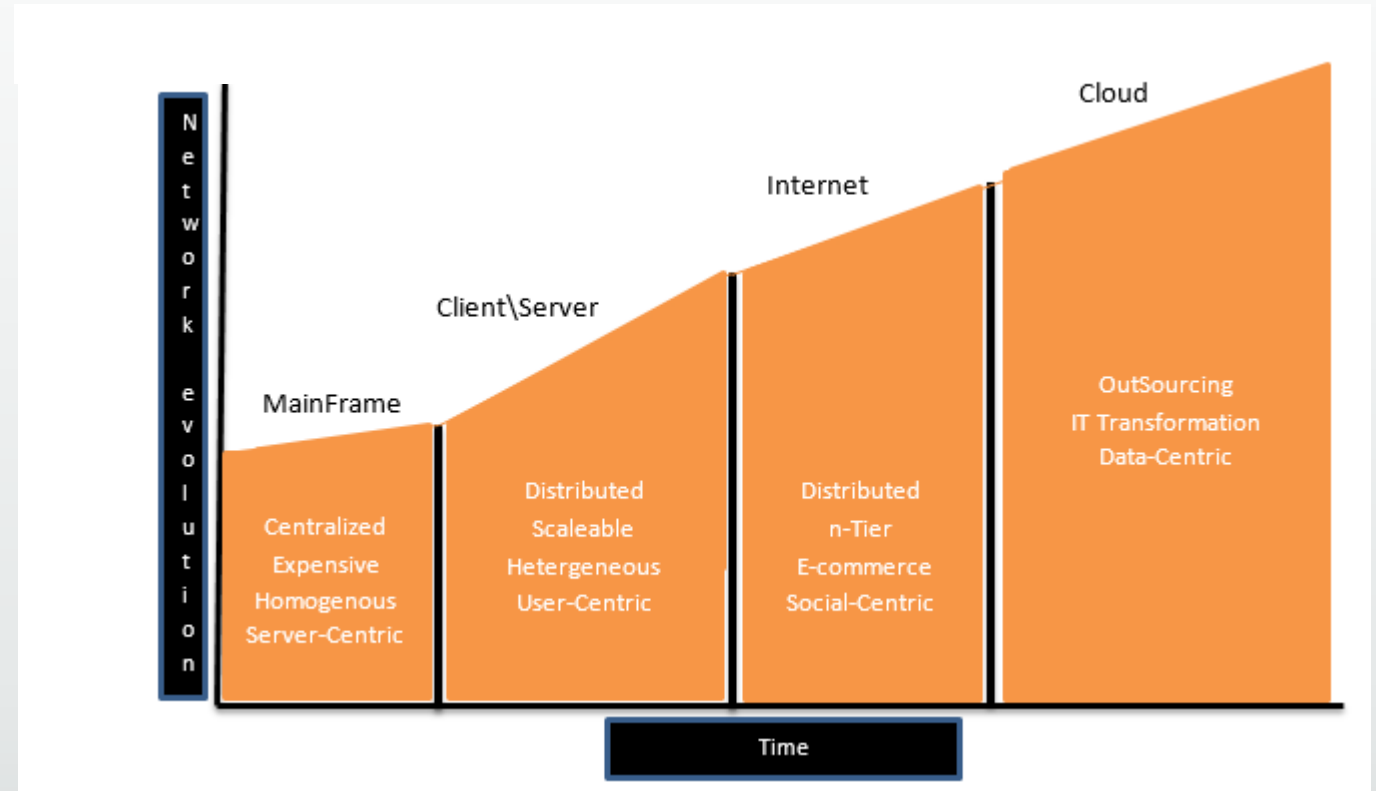 Network evolution
MainFrame
Client\Server
Internet
Cloud
Centralized
Expensive
Homogenous
Server-Centric
Distributed
Scaleable
Hetergeneous
User-Centric
Distributed
n-Tier
E-commerce
Social-Centric
OutSourcing
IT Transformation
Data-Centric
Time